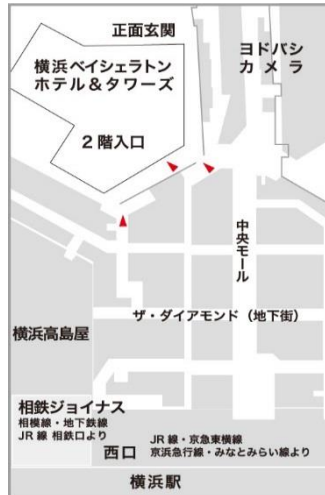 正面玄関
横浜ベイシェラトン
ホテル&タワーズ
ヨドバシ
カメラ
2階入口
中央モール
ザ・ダイアモンド（地下街）
横浜高島屋
相鉄ジョイナス
相模線・地下鉄線
JR線 相鉄口より
西口
JR線・京急東横線
京浜急行線・みなとみらい線より
横浜駅